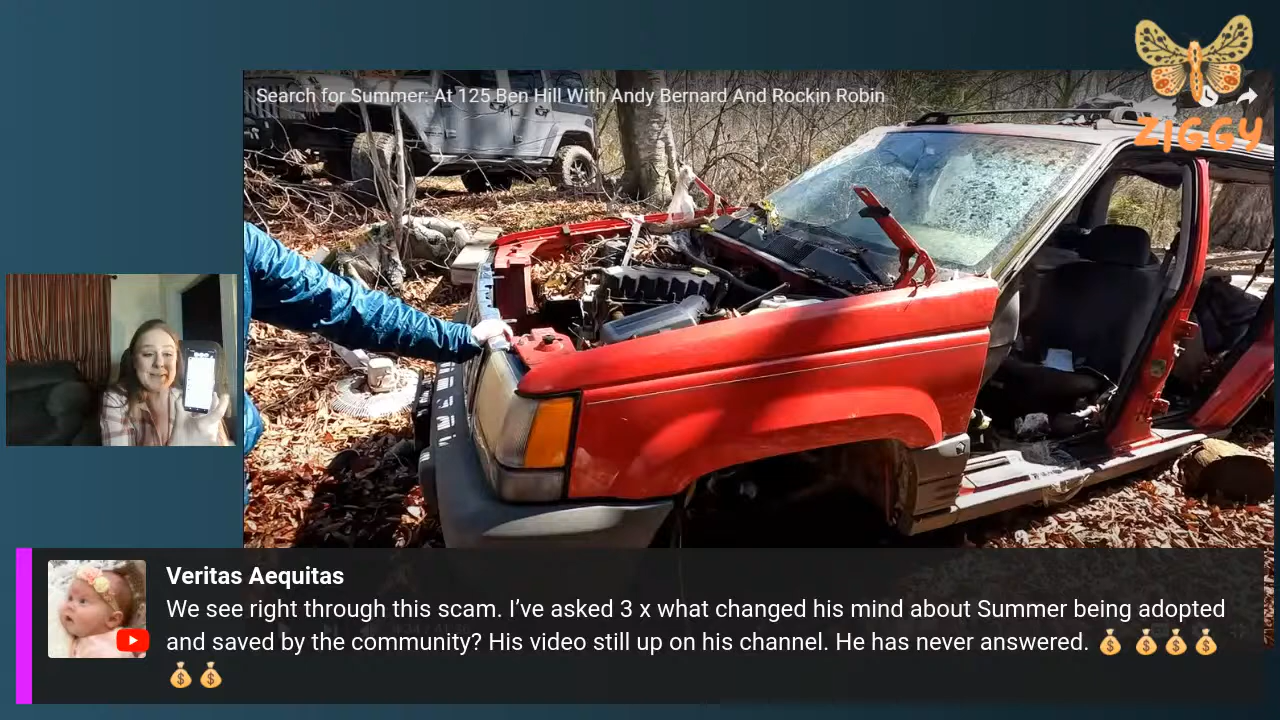 Search for Summer: At 125 Ben Hill With Andy Bernard And Rockin Robin
ZIGGY
Veritas Aequitas
We see right through this scam. I’ve asked 3 x what changed his mind about Summer being adopted
and saved by the community? His video still up on his channel. He has never answered. 💰 💰💰💰
💰💰